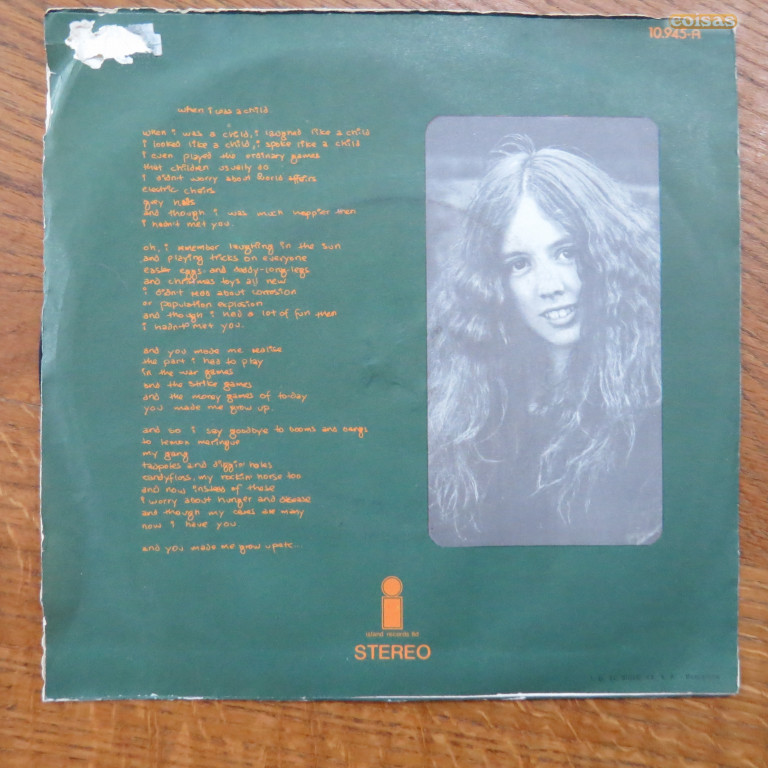 coisas
10.945-A
when i was a child
when i was a child, i laughed like a child
i looked like a child, i spoke like a child
i even played the ordinary games
that children usually do
i didn't worry about world affairs
electric chairs
grey hairs
and though i was much happier then
i hadn't met you.
oh, i remember laughing in the sun
and playing tricks on everyone
easter eggs and daddy-long-legs
and christmas toys all new
i didn't read about corrosion
or population explosion
and though i had a lot of fun then
i hadn't met you.
and you made me realise
the part i had to play
in the war games
and the strike games
and the money games of to-day
you made me grow up.
and so i say goodbye to booms and bangs
to lemon meringue
my gang
tadpoles and diggin holes
candyfloss, my rockin' horse too
and now instead of these
i worry about hunger and disease
and though my cares are many
now i have you.
and you made me grow up etc...
island records ltd
STEREO